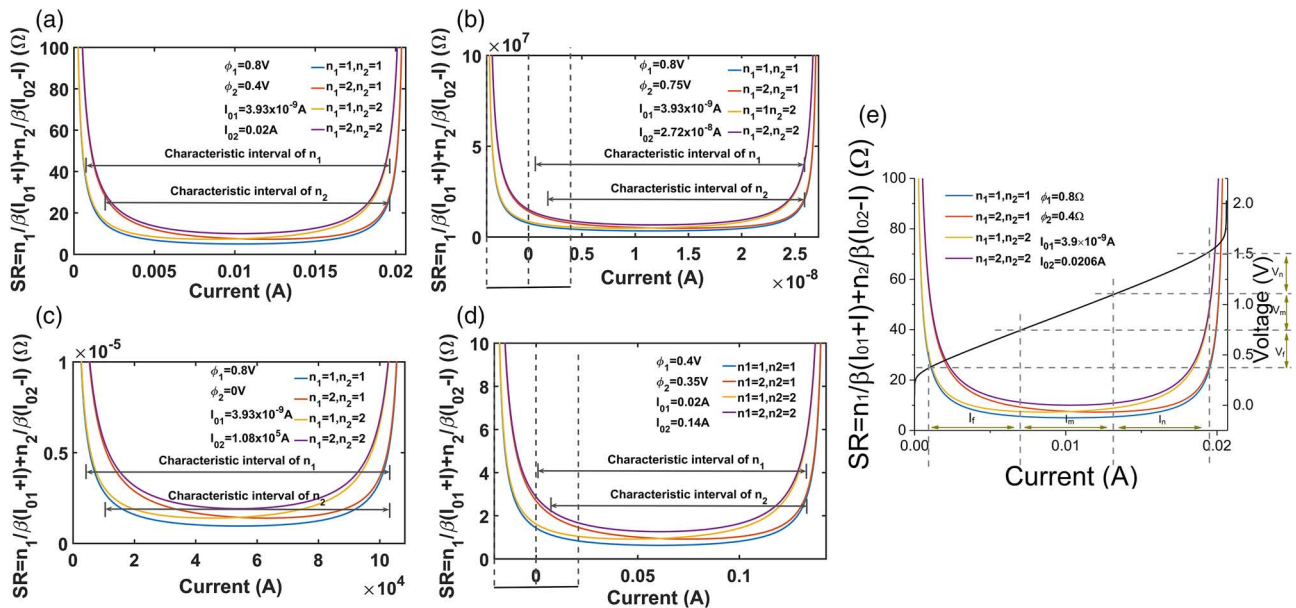 (a)
SR=n₁/β(I₀₁+I)+n₂/β(I₀₂-I) (Ω)
100
80
60
40
20
0
ϕ₁=0.8V
ϕ₂=0.4V
I₀₁=3.93x10⁻⁹A
I₀₂=0.02A
n₁=1,n₂=1
n₁=2,n₂=1
n₁=1,n₂=2
n₁=2,n₂=2
Characteristic interval of n₁
Characteristic interval of n₂
0 0.005 0.01 0.015 0.02
Current (A)
(b)
SR=n₁/β(I₀₁+I)+n₂/β(I₀₂-I) (Ω)
×10⁷
10
5
0
ϕ₁=0.8V
ϕ₂=0.75V
I₀₁=3.93x10⁻⁹A
I₀₂=2.72x10⁻⁸A
n₁=1,n₂=1
n₁=2,n₂=1
n₁=1n₂=2
n₁=2,n₂=2
Characteristic interval of n₁
Characteristic interval of n₂
0 0.5 1 1.5 2 2.5
×10⁻⁸
Current (A)
(c)
SR=n₁/β(I₀₁+I)+n₂/β(I₀₂-I) (Ω)
×10⁻⁵
1
0.5
0
ϕ₁=0.8V
ϕ₂=0V
I₀₁=3.93x10⁻⁹A
I₀₂=1.08x10⁵A
n₁=1,n₂=1
n₁=2,n₂=1
n₁=1,n₂=2
n₁=2,n₂=2
Characteristic interval of n₁
Characteristic interval of n₂
0 2 4 6 8 10
×10⁴
Current (A)
(d)
SR=n₁/β(I₀₁+I)+n₂/β(I₀₂-I) (Ω)
10
8
6
4
2
0
ϕ₁=0.4V
ϕ₂=0.35V
I₀₁=0.02A
I₀₂=0.14A
n1=1,n2=1
n1=2,n2=1
n1=1,n2=2
n1=2,n2=2
Characteristic interval of n₁
Characteristic interval of n₂
0 0.05 0.1
Current (A)
(e)
SR=n₁/β(I₀₁+I)+n₂/β(I₀₂-I) (Ω)
100
80
60
40
20
10
0
n₁=1,n₂=1
n₁=2,n₂=1
n₁=1,n₂=2
n₁=2,n₂=2
ϕ₁=0.8Ω
ϕ₂=0.4Ω
I₀₁=3.9×10⁻⁹A
I₀₂=0.0206A
2.0
1.5
1.0
0.5
0.0
Voltage (V)
Vₙ
Vₘ
V_f
I_f Iₘ Iₙ
0.00 0.01 0.02
Current (A)